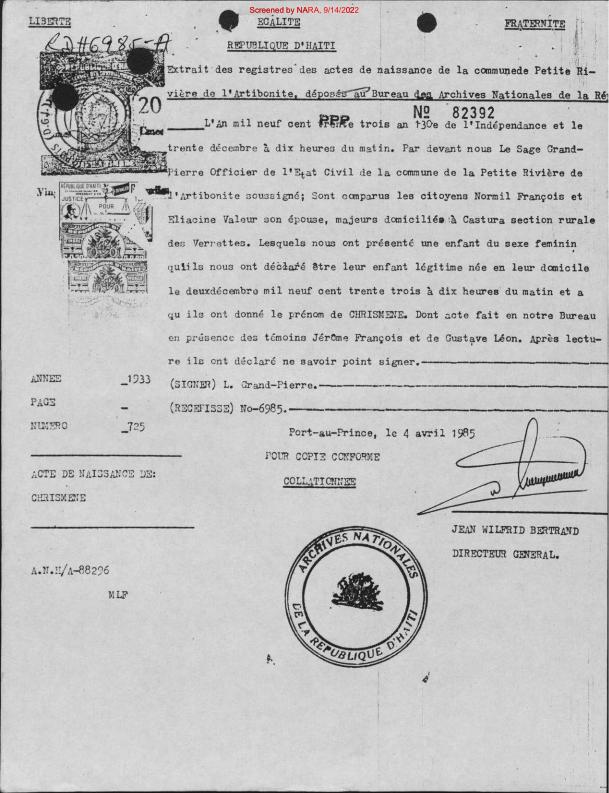 Screened by NARA, 9/14/2022
LIBERTE EGALITE FRATERNITE
RD#6985-A
REPUBLIQUE D'HAITI
Extrait des registres des actes de naissance de la communede Petite Ri-
vière de l'Artibonite, déposés au Bureau des Archives Nationales de la Ré
20
Nº 82392
PPP
L'An mil neuf cent trente trois an 130e de l'Indépendance et le
trente décembre à dix heures du matin. Par devant nous Le Sage Grand-
Pierre Officier de l'Etat Civil de la commune de la Petite Rivière de
l'Artibonite soussigné; Sont comparus les citoyens Normil François et
REPUBLIQUE D'HAITI
JUSTICE POUR
Eliacine Valeur son épouse, majeurs domiciliés à Castura section rurale
des Verrettes. Lesquels nous ont présenté une enfant du sexe feminin
qu'ils nous ont déclaré être leur enfant légitime née en leur domicile
le deuxdécembre mil neuf cent trente trois à dix heures du matin et a
qu ils ont donné le prénom de CHRISMENE. Dont acte fait en notre Bureau
en présence des témoins Jérôme François et de Gustave Léon. Après lectu-
re ils ont déclaré ne savoir point signer.
ANNEE _1933
(SIGNER) L. Grand-Pierre.
PAGE -
(RECEFISSE) No-6985.
NUMERO _725
Port-au-Prince, le 4 avril 1985
POUR COPIE CONFORME
COLLATIONNEE
ACTE DE NAISSANCE DE:
CHRISMENE
JEAN WILFRID BERTRAND
DIRECTEUR GENERAL.
ARCHIVES NATIONALES
DE LA REPUBLIQUE D'HAITI
A.N.H/A-88296
MLF